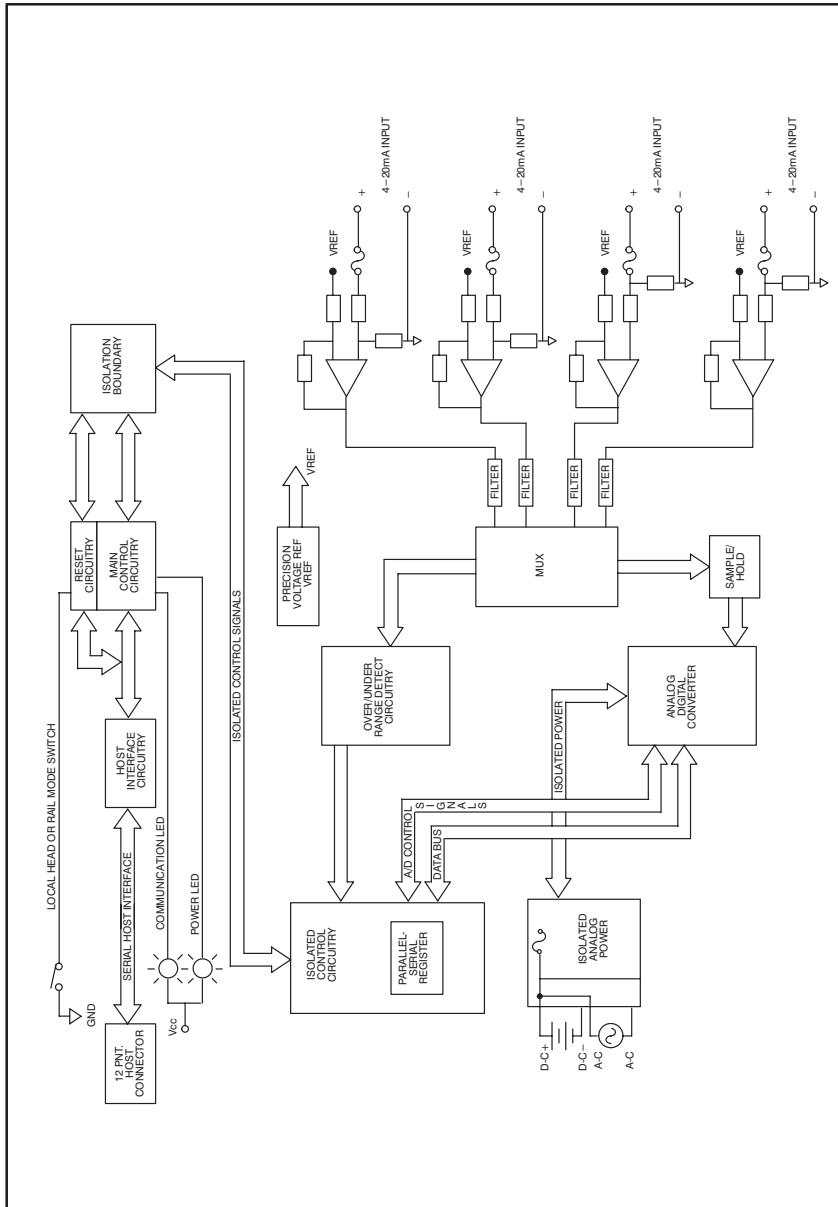 LOCAL HEAD OR RAIL MODE SWITCH
GND
12 PNT.
HOST
CONNECTOR
SERIAL HOST INTERFACE
HOST
INTERFACE
CIRCUITRY
RESET
CIRCUITRY
MAIN
CONTROL
CIRCUITRY
ISOLATION
BOUNDARY
COMMUNICATION LED
POWER LED
Vcc
ISOLATED CONTROL SIGNALS
PRECISION
VOLTAGE REF
VREF
VREF
ISOLATED
CONTROL
CIRCUITRY
PARALLEL-
SERIAL
REGISTER
OVER/UNDER
RANGE DETECT
CIRCUITRY
MUX
FILTER
FILTER
FILTER
FILTER
VREF
+
4–20mA INPUT
–
VREF
+
4–20mA INPUT
–
VREF
+
4–20mA INPUT
–
VREF
+
4–20mA INPUT
–
A/D CONTROL
SIGNALS
DATA BUS
ISOLATED POWER
ANALOG
DIGITAL
CONVERTER
SAMPLE/
HOLD
ISOLATED
ANALOG
POWER
D-C+
D-C–
A-C
A-C